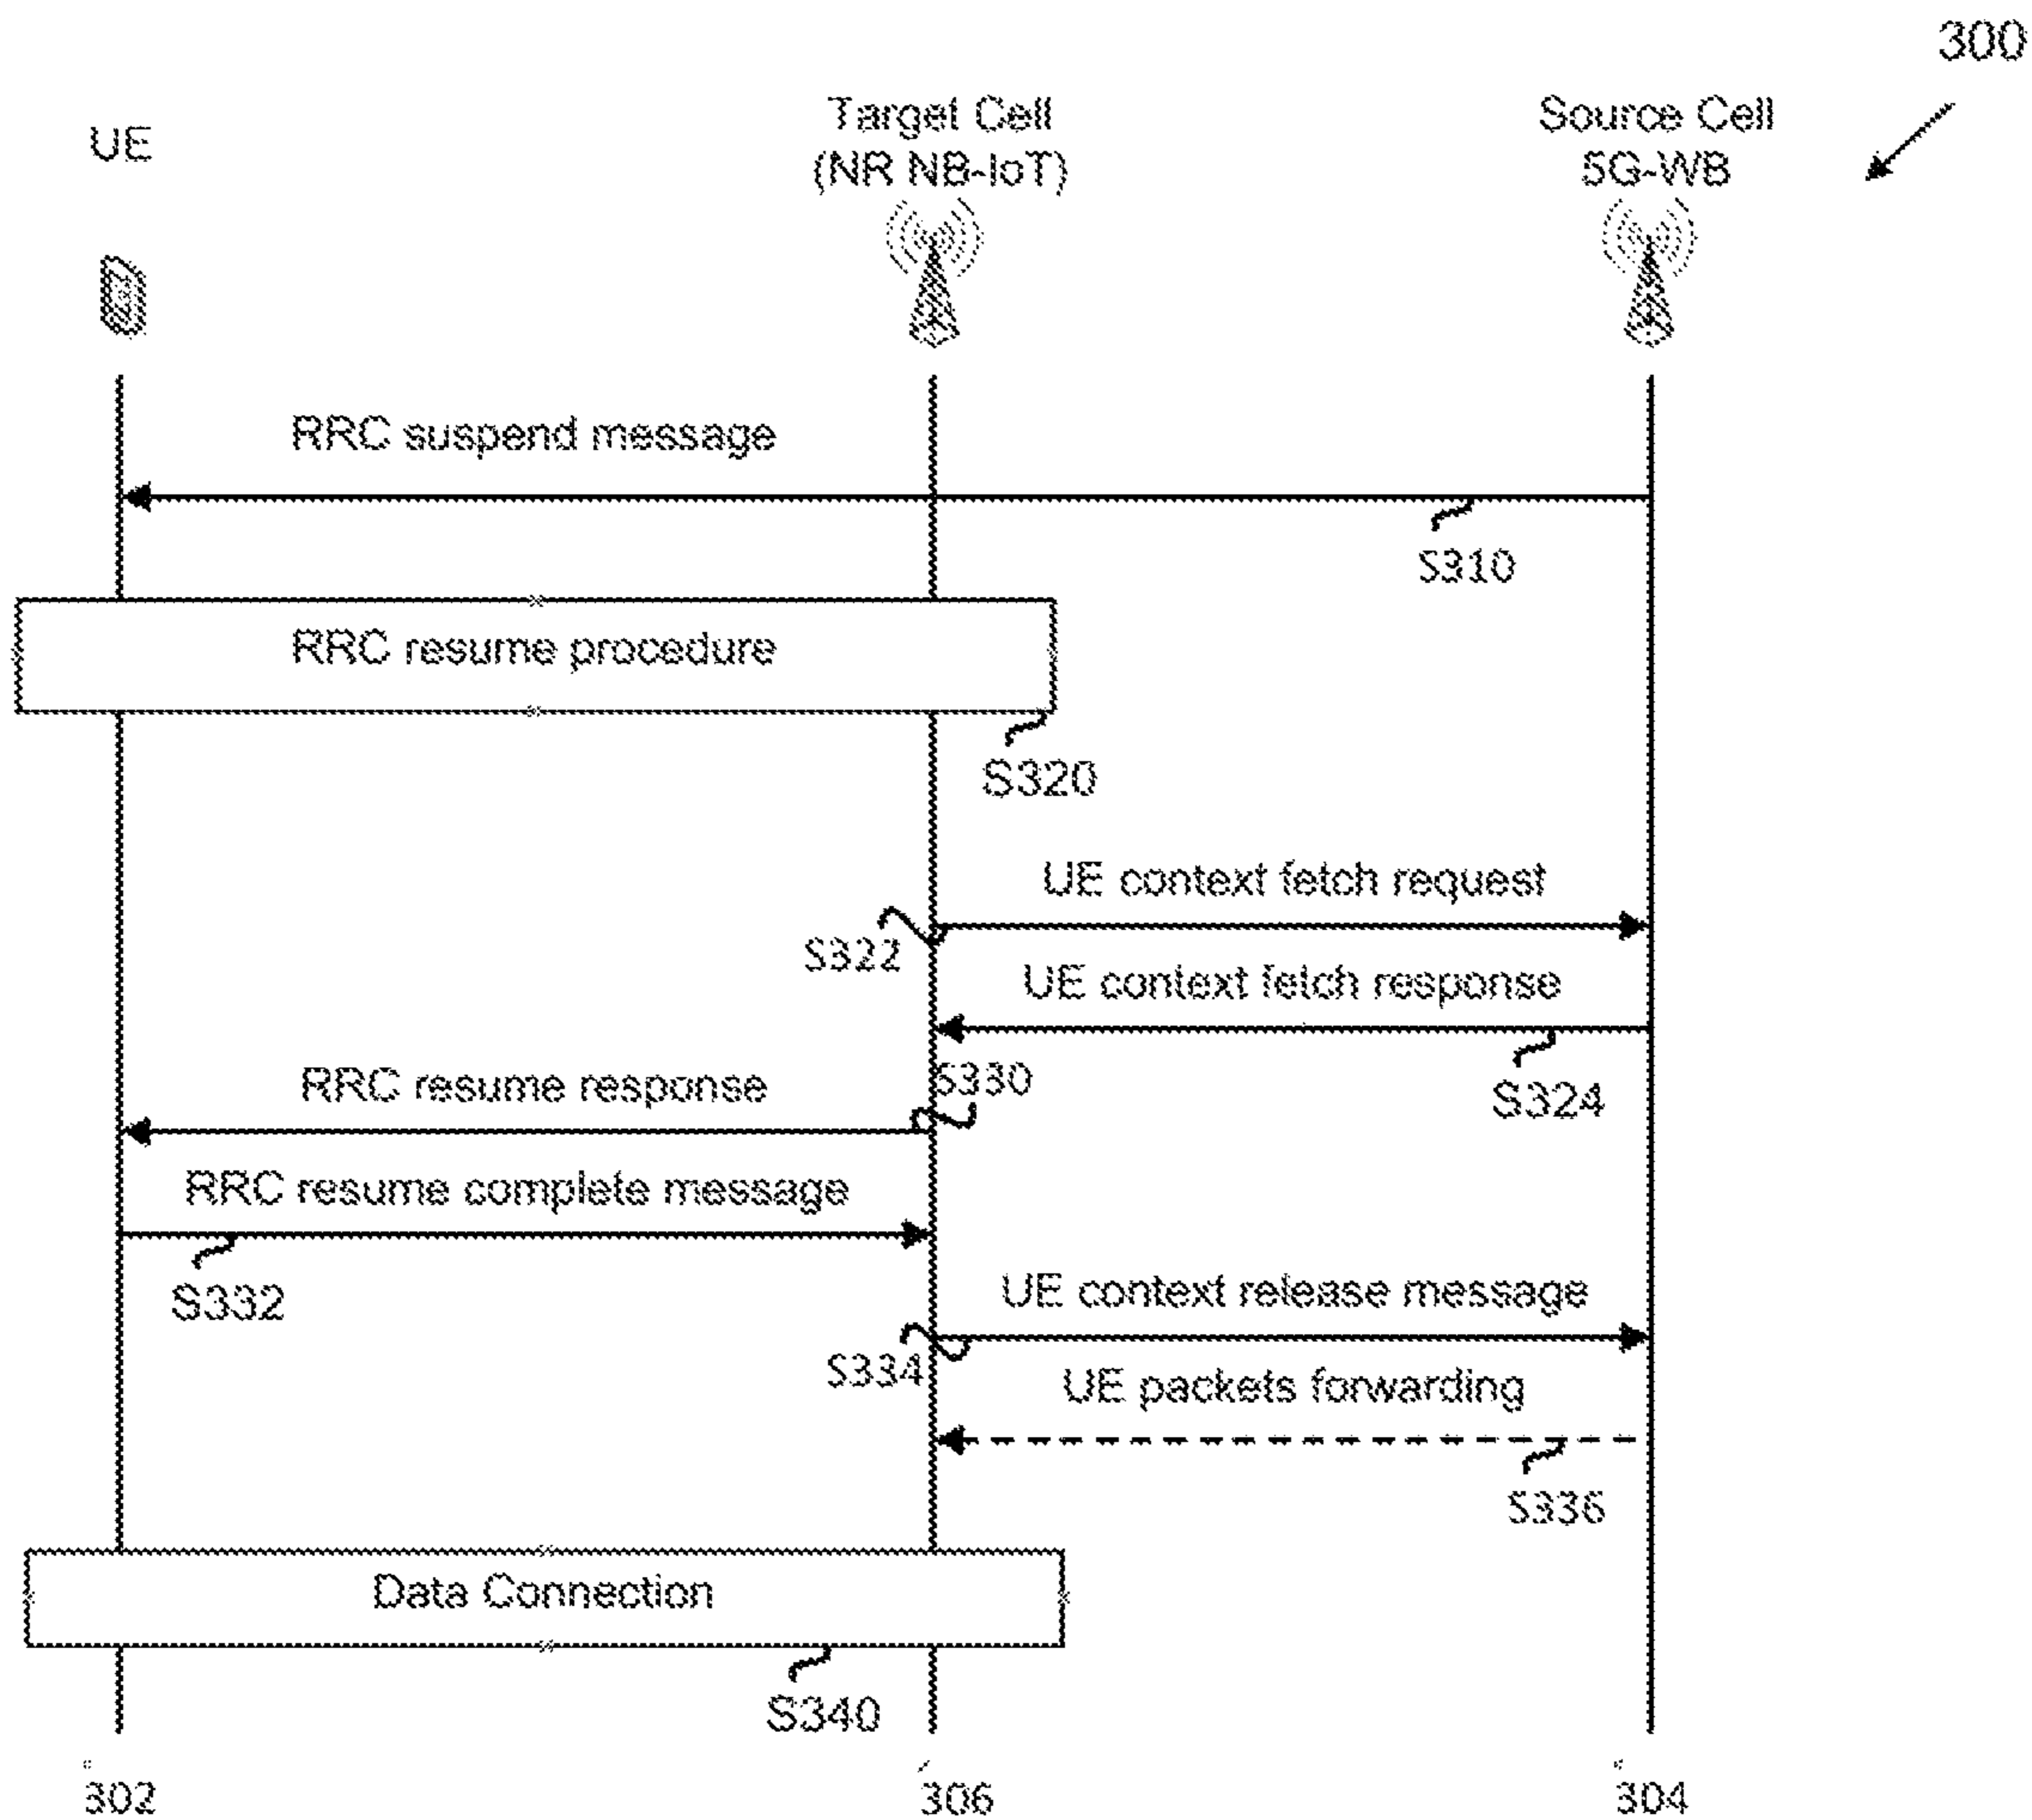 300
UE
Target Cell
(NR NB-IoT)
Source Cell
5G-WB
RRC suspend message
S310
RRC resume procedure
S320
UE context fetch request
S322
UE context fetch response
S324
S330
RRC resume response
RRC resume complete message
S332
UE context release message
S334
UE packets forwarding
S336
Data Connection
S340
302
306
304